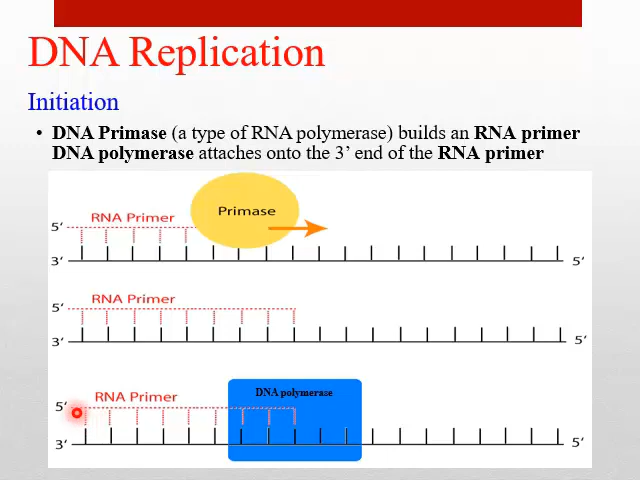 DNA Replication
Initiation
• DNA Primase (a type of RNA polymerase) builds an RNA primer
DNA polymerase attaches onto the 3’ end of the RNA primer
Primase
RNA Primer
5’
3’ 5’
RNA Primer
5’
3’ 5’
DNA polymerase
RNA Primer
5’
3’ 5’